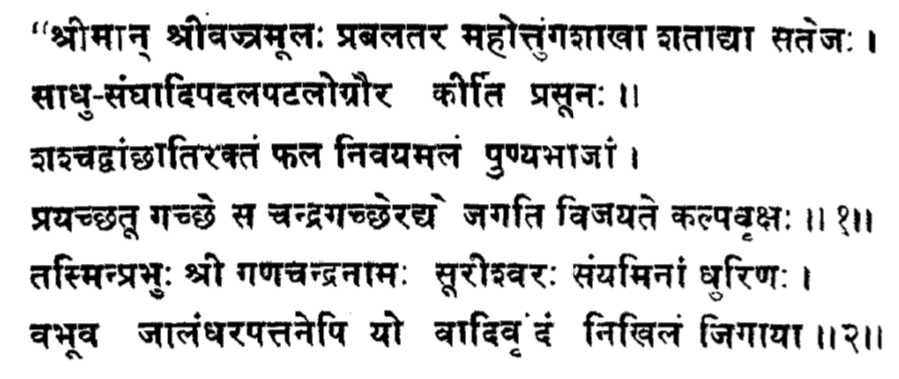 “श्रीमान् श्रीवज्त्रमूलः प्रबलतर महोत्तुंगशाखा शताद्या सतेजः ।
साधु-संघादिपदलपटलोग्रौर कीर्ति प्रसूनः ॥
शश्चद्वांछातिरक्तं फल निवयमलं पुण्यभाजां ।
प्रयच्छतू गच्छे स चन्द्रगच्छेरद्ये जगति विजयते कल्पवृक्षः ॥ १॥
तस्मिन्प्रभुः श्री गणचन्द्रनामः सूरीश्वरः संयमिनां धुरिणः ।
वभूव जालंधरपत्तनेपि यो वादिवृंदं निखिलं जिगाया ॥२॥